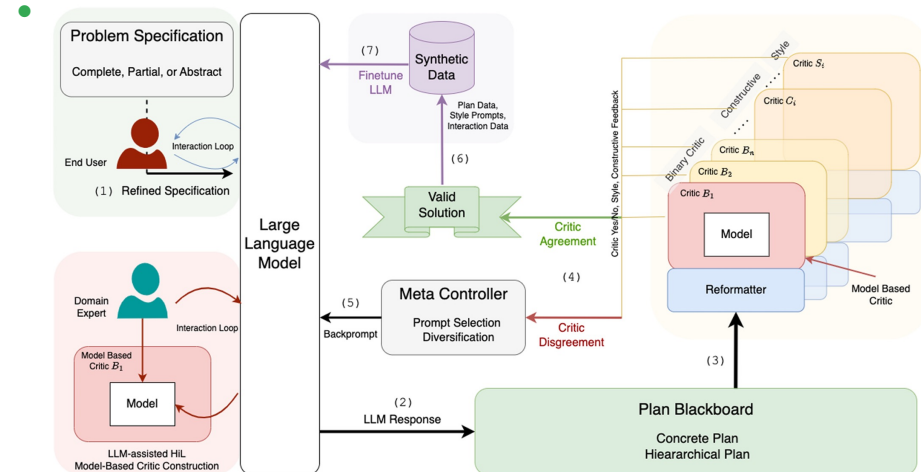 Problem Specification
Complete, Partial, or Abstract
End User
Interaction Loop
(1) Refined Specification
Domain
Expert
Interaction Loop
Model Based
Critic B₁
Model
LLM-assisted HiL
Model-Based Critic Construction
Large
Language
Model
(7)
Finetune
LLM
Synthetic
Data
Plan Data,
Style Prompts,
Interaction Data
(6)
Valid
Solution
Critic
Agreement
(4)
(5)
Backprompt
Meta Controller
Prompt Selection
Diversification
Critic
Disgreement
Critic Yes/No, Style, Constructive Feedback
Binary Critic
Constructive
Style
Critic Sᵢ
Critic Cᵢ
Critic Bₙ
Critic B₂
Critic B₁
Model
Reformatter
Model Based
Critic
(3)
(2)
LLM Response
Plan Blackboard
Concrete Plan
Hieararchical Plan